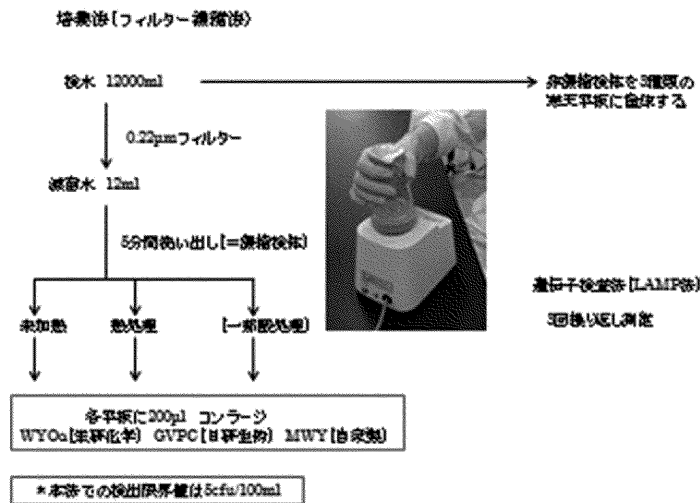 培養法(フィルター濃縮法)
検水 12000ml
非濃縮検体を3種類の
寒天平板に塗抹する。
0.22μmフィルター
滅菌水 12ml
5分間洗い出し[=濃縮検体]
遺伝子検査法[LAMP法]
3回繰り返し測定
未加熱 熱処理 [一部酸処理]
各平板に200μl コンラージ
WYOα[栄研化学] GVPC[日研生物] MWY[自家製]
*本法での検出限界値は5cfu/100ml